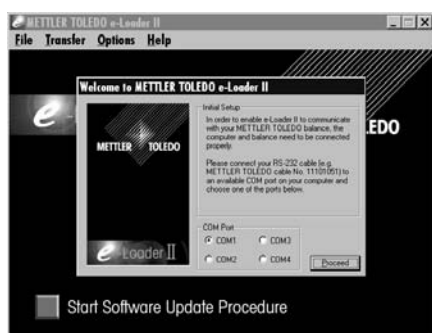 METTLER TOLEDO e-Loader II
File Transfer Options Help
Welcome to METTLER TOLEDO e-Loader II
e
EDO
METTLER TOLEDO
e-Loader II
Initial Setup
In order to enable e-Loader II to communicate
with your METTLER TOLEDO balance, the
computer and balance need to be connected
properly.
Please connect your RS-232 cable (e.g.
METTLER TOLEDO cable No. 11101051) to
an available COM port on your computer and
choose one of the ports below.
COM Port
COM1 COM3
COM2 COM4
Proceed
Start Software Update Procedure